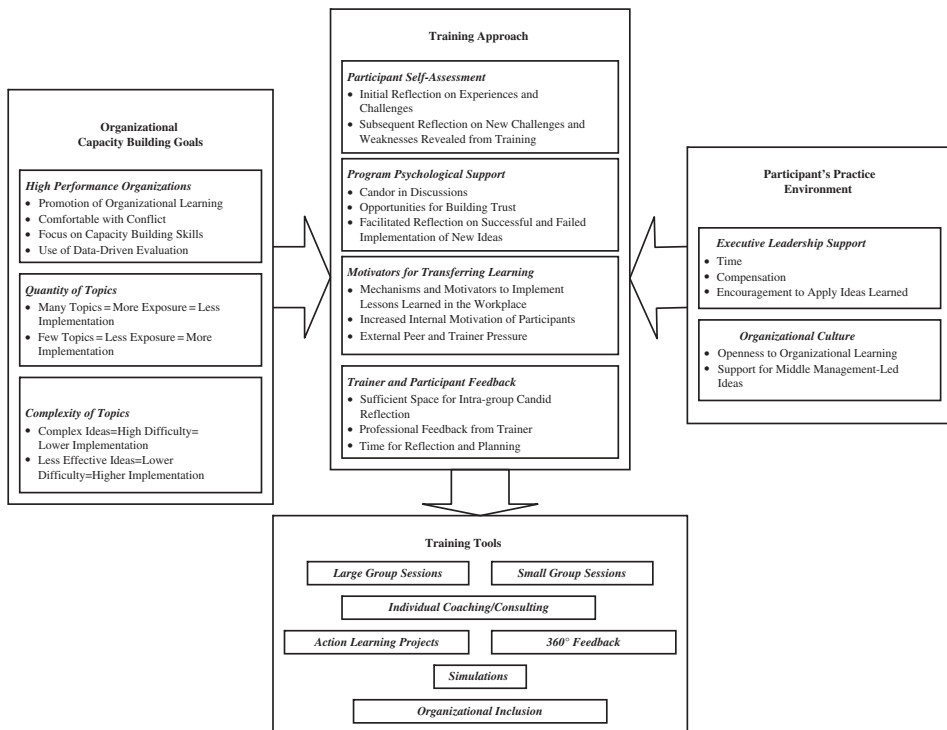 Organizational
Capacity Building Goals
High Performance Organizations
• Promotion of Organizational Learning
• Comfortable with Conflict
• Focus on Capacity Building Skills
• Use of Data-Driven Evaluation
Quantity of Topics
• Many Topics = More Exposure = Less
Implementation
• Few Topics = Less Exposure = More
Implementation
Complexity of Topics
• Complex Ideas=High Difficulty=
Lower Implementation
• Less Effective Ideas=Lower
Difficulty=Higher Implementation
Training Approach
Participant Self-Assessment
• Initial Reflection on Experiences and
Challenges
• Subsequent Reflection on New Challenges and
Weaknesses Revealed from Training
Program Psychological Support
• Candor in Discussions
• Opportunities for Building Trust
• Facilitated Reflection on Successful and Failed
Implementation of New Ideas
Motivators for Transferring Learning
• Mechanisms and Motivators to Implement
Lessons Learned in the Workplace
• Increased Internal Motivation of Participants
• External Peer and Trainer Pressure
Trainer and Participant Feedback
• Sufficient Space for Intra-group Candid
Reflection
• Professional Feedback from Trainer
• Time for Reflection and Planning
Participant's Practice
Environment
Executive Leadership Support
• Time
• Compensation
• Encouragement to Apply Ideas Learned
Organizational Culture
• Openness to Organizational Learning
• Support for Middle Management-Led
Ideas
Training Tools
Large Group Sessions
Small Group Sessions
Individual Coaching/Consulting
Action Learning Projects
360° Feedback
Simulations
Organizational Inclusion